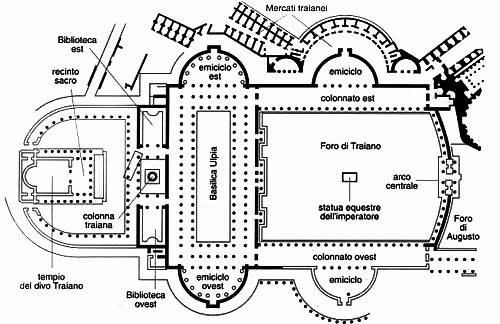 Mercati traianei
Biblioteca
est
recinto
sacro
emiciclo
est
emiciclo
colonnato est
Basilica Ulpia
Foro di Traiano
arco
centrale
statua equestre
dell'imperatore
colonna
traiana
Foro
di
Augusto
colonnato ovest
emiciclo
ovest
emiciclo
tempio
del divo Traiano
Biblioteca
ovest